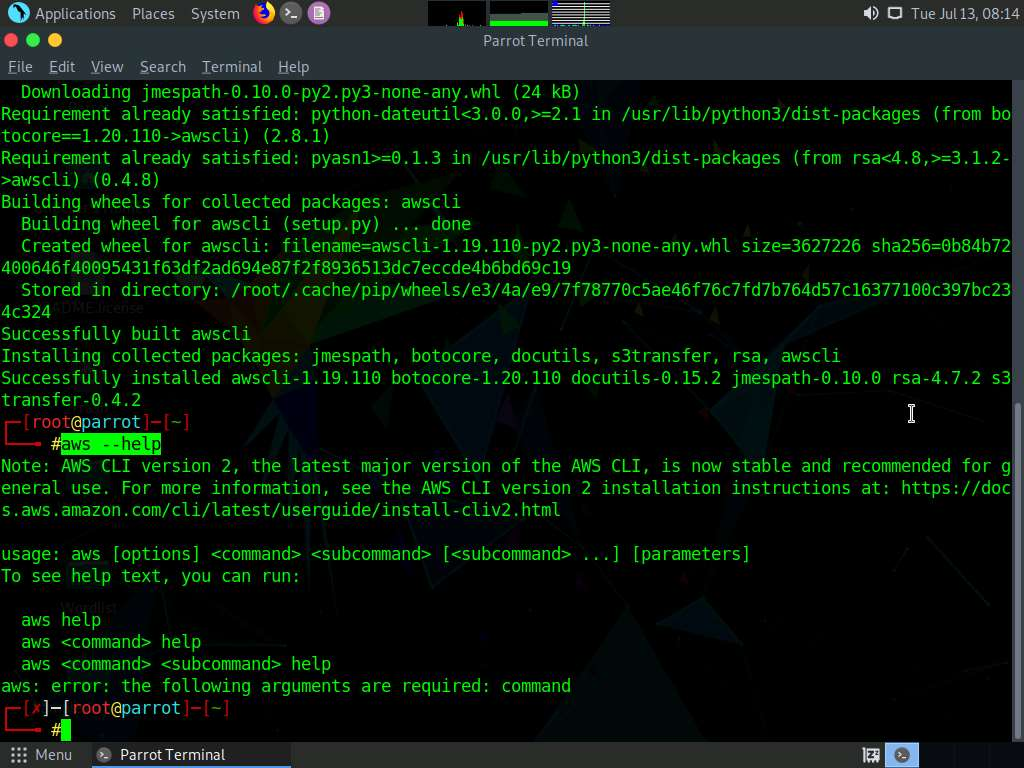 Applications Places System Tue Jul 13, 08:14
Parrot Terminal
File Edit View Search Terminal Help
Downloading jmespath-0.10.0-py2.py3-none-any.whl (24 kB)
Requirement already satisfied: python-dateutil<3.0.0,>=2.1 in /usr/lib/python3/dist-packages (from bo
tocore==1.20.110->awscli) (2.8.1)
Requirement already satisfied: pyasn1>=0.1.3 in /usr/lib/python3/dist-packages (from rsa<4.8,>=3.1.2-
>awscli) (0.4.8)
Building wheels for collected packages: awscli
Building wheel for awscli (setup.py) ... done
Created wheel for awscli: filename=awscli-1.19.110-py2.py3-none-any.whl size=3627226 sha256=0b84b72
400646f40095431f63df2ad694e87f2f8936513dc7eccde4b6bd69c19
Stored in directory: /root/.cache/pip/wheels/e3/4a/e9/7f78770c5ae46f76c7fd7b764d57c16377100c397bc23
4c324
Successfully built awscli
Installing collected packages: jmespath, botocore, docutils, s3transfer, rsa, awscli
Successfully installed awscli-1.19.110 botocore-1.20.110 docutils-0.15.2 jmespath-0.10.0 rsa-4.7.2 s3
transfer-0.4.2
┌─[root@parrot]─[~]
└──╼ #aws --help
Note: AWS CLI version 2, the latest major version of the AWS CLI, is now stable and recommended for g
eneral use. For more information, see the AWS CLI version 2 installation instructions at: https://doc
s.aws.amazon.com/cli/latest/userguide/install-cliv2.html
usage: aws [options] <command> <subcommand> [<subcommand> ...] [parameters]
To see help text, you can run:
Wordlist
aws help
aws <command> help
aws <command> <subcommand> help
aws: error: the following arguments are required: command
┌─[✗]─[root@parrot]─[~]
└──╼ #
Menu Parrot Terminal